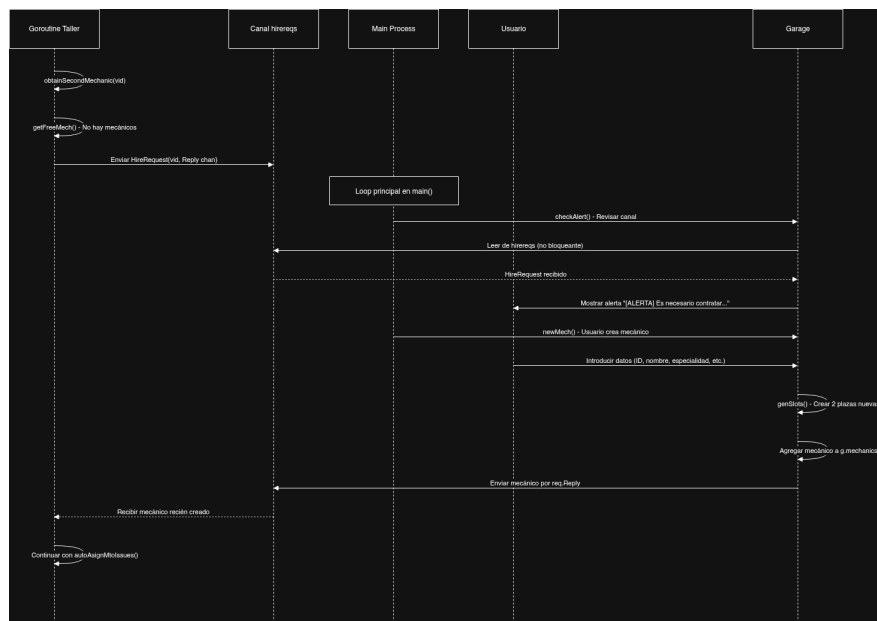 Goroutine Taller
Canal hirereqs
Main Process
Usuario
Garage
obtainSecondMechanic(vid)
getFreeMech() - No hay mecánicos
Enviar HireRequest(vid, Reply chan)
Loop principal en main()
checkAlert() - Revisar canal
Leer de hirereqs (no bloqueante)
HireRequest recibido
Mostrar alerta "[ALERTA] Es necesario contratar..."
newMech() - Usuario crea mecánico
Introducir datos (ID, nombre, especialidad, etc.)
genSlots() - Crear 2 plazas nuevas
Agregar mecánico a g.mechanics
Enviar mecánico por req.Reply
Recibir mecánico recién creado
Continuar con autoAsignMtoIssues()